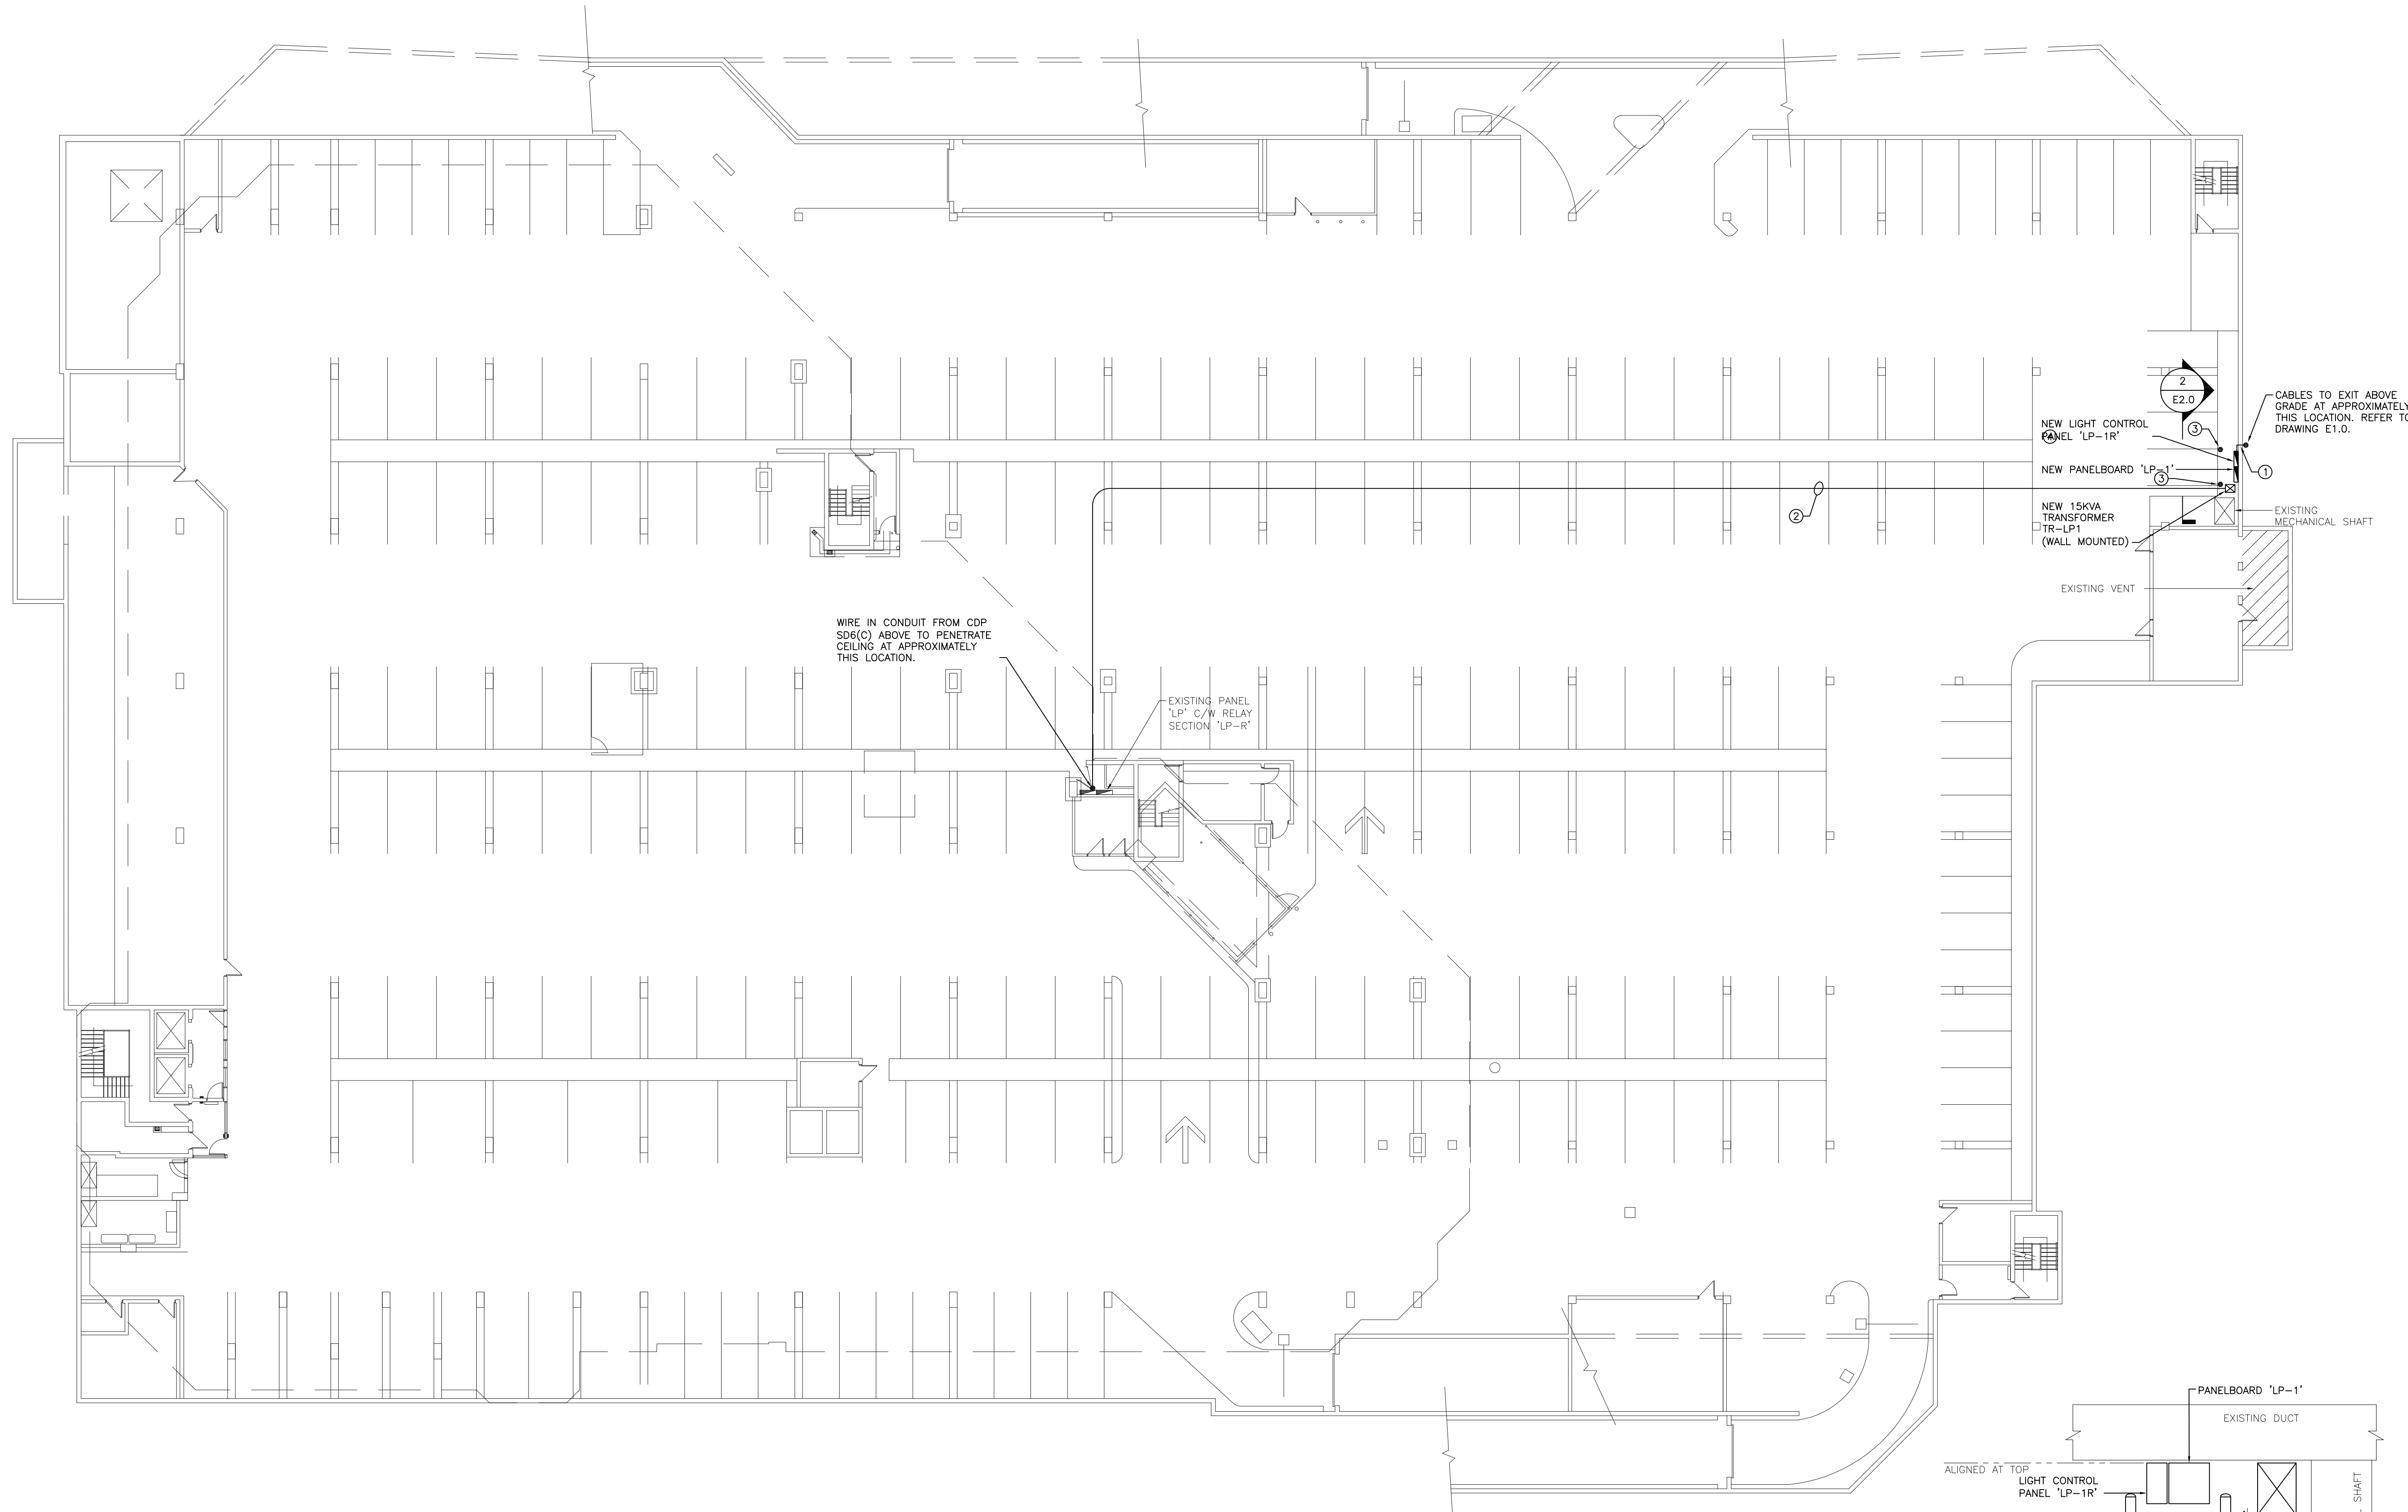 2
E2.0
CABLES TO EXIT ABOVE
GRADE AT APPROXIMATELY
THIS LOCATION. REFER TO
DRAWING E1.0.
NEW LIGHT CONTROL
PANEL 'LP-1R'
4
3
NEW PANELBOARD 'LP-1'
3
1
2
NEW 15KVA
TRANSFORMER
TR-LP1
(WALL MOUNTED)
EXISTING
MECHANICAL SHAFT
EXISTING VENT
WIRE IN CONDUIT FROM CDP
SD6(C) ABOVE TO PENETRATE
CEILING AT APPROXIMATELY
THIS LOCATION.
EXISTING PANEL
'LP' C/W RELAY
SECTION 'LP-R'
PANELBOARD 'LP-1'
EXISTING DUCT
ALIGNED AT TOP
LIGHT CONTROL
PANEL 'LP-1R'
SHAFT